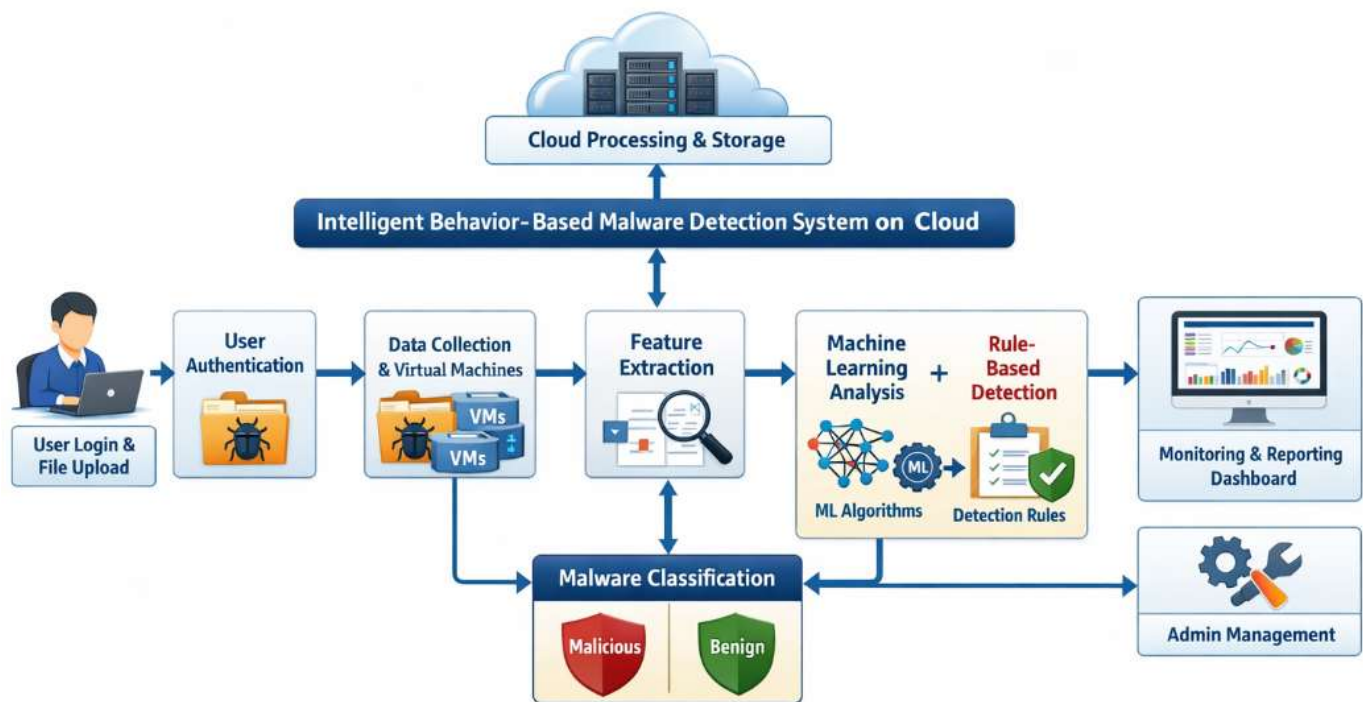 Cloud Processing & Storage
Intelligent Behavior-Based Malware Detection System on Cloud
User Login &
File Upload
User
Authentication
Data Collection
& Virtual Machines
VMs
VMs
Feature
Extraction
Machine
Learning
Analysis
+
Rule-
Based
Detection
ML
ML Algorithms
Detection Rules
Monitoring & Reporting
Dashboard
Malware Classification
Malicious
Benign
Admin Management